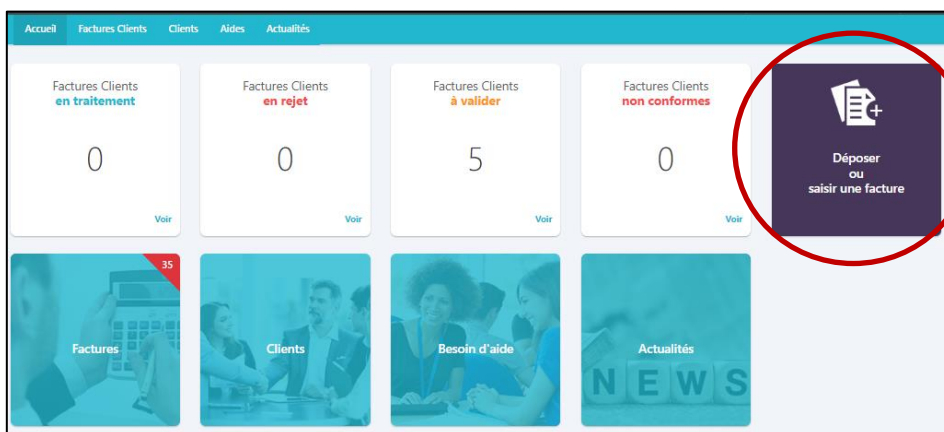 Accueil Factures Clients Clients Aides Actualités
Factures Clients
en traitement
0
Voir
Factures Clients
en rejet
0
Voir
Factures Clients
à valider
5
Voir
Factures Clients
non conformes
0
Voir
Déposer
ou
saisir une facture
35
Factures
Clients
Besoin d'aide
Actualités
NEWS